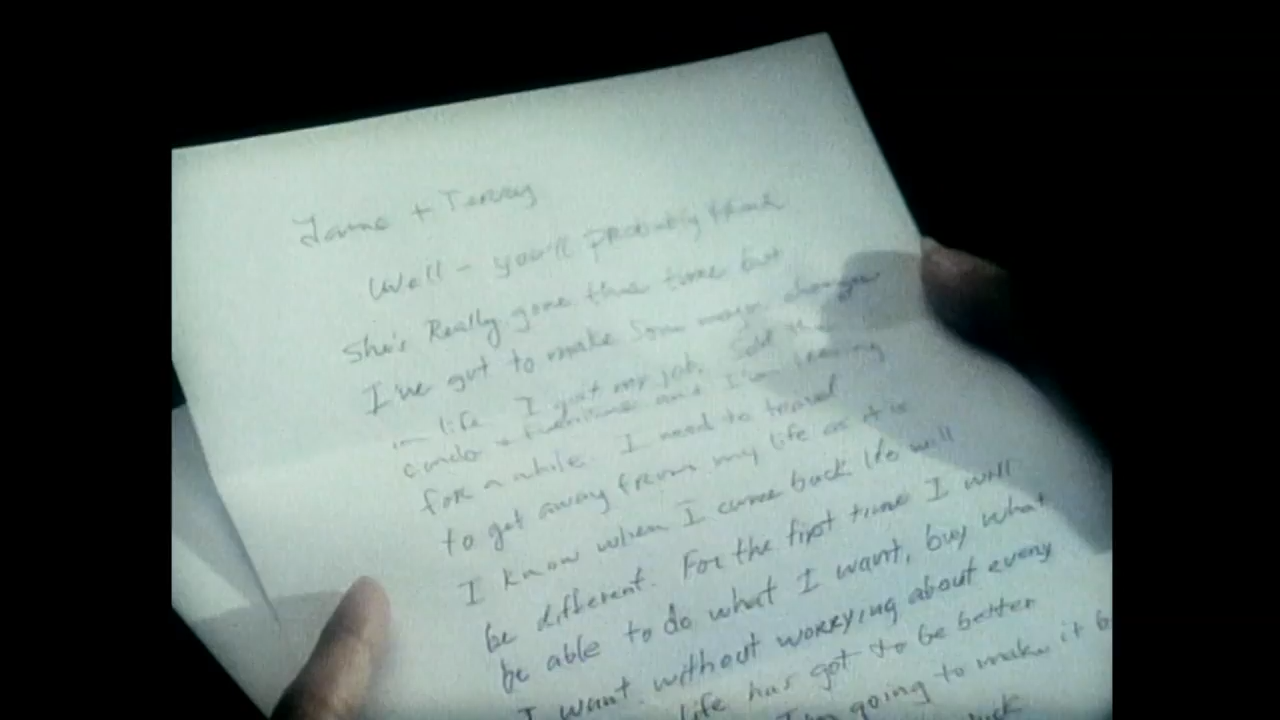 Jame + Terry
Well - you'll probably think
She's Really gone this time but
I've got to make some major changes
in life. I quit my job. Sold the
condo + furniture and I'm leaving
for a while. I need to travel
to get away from my life as it is
I know when I come back life will
be different. For the first time I will
be able to do what I want, buy what
I want without worrying about every
life has got to be better
I'm going to make it b
luck